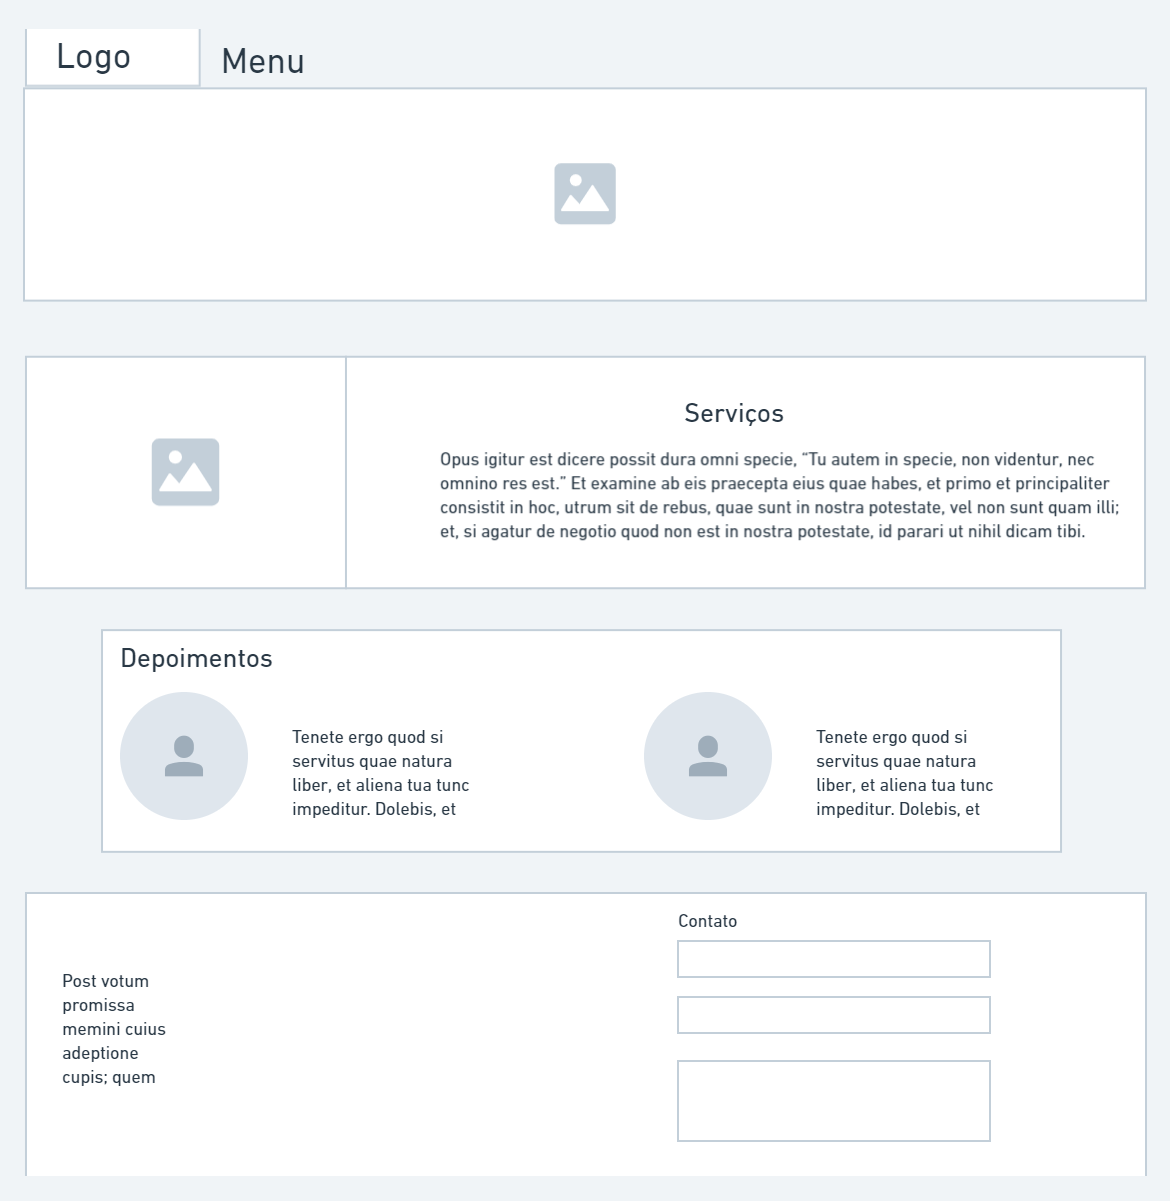 Logo
Menu
Serviços
Opus igitur est dicere possit dura omni specie, “Tu autem in specie, non videntur, nec
omnino res est.” Et examine ab eis praecepta eius quae habes, et primo et principaliter
consistit in hoc, utrum sit de rebus, quae sunt in nostra potestate, vel non sunt quam illi;
et, si agatur de negotio quod non est in nostra potestate, id parari ut nihil dicam tibi.
Depoimentos
Tenete ergo quod si
servitus quae natura
liber, et aliena tua tunc
impeditur. Dolebis, et
Tenete ergo quod si
servitus quae natura
liber, et aliena tua tunc
impeditur. Dolebis, et
Post votum
promissa
memini cuius
adeptione
cupis; quem
Contato